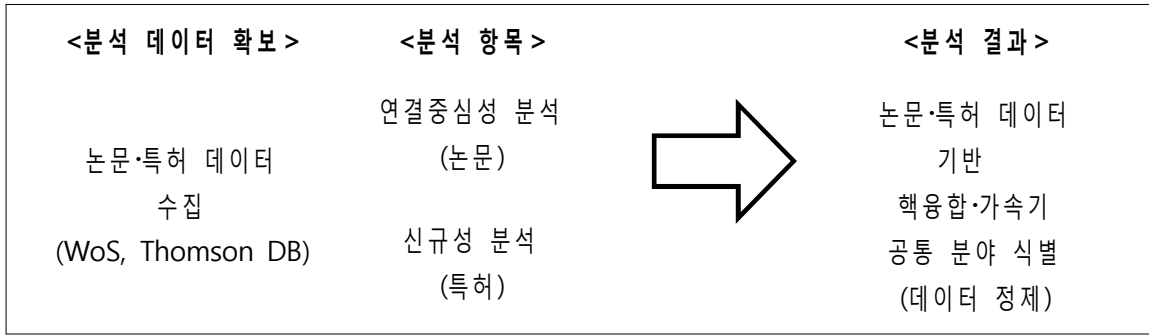 <분석 데이터 확보>
논문·특허 데이터
수집
(WoS, Thomson DB)
<분석 항목>
연결중심성 분석
(논문)
신규성 분석
(특허)
<분석 결과>
논문·특허 데이터
기반
핵융합·가속기
공통 분야 식별
(데이터 정제)